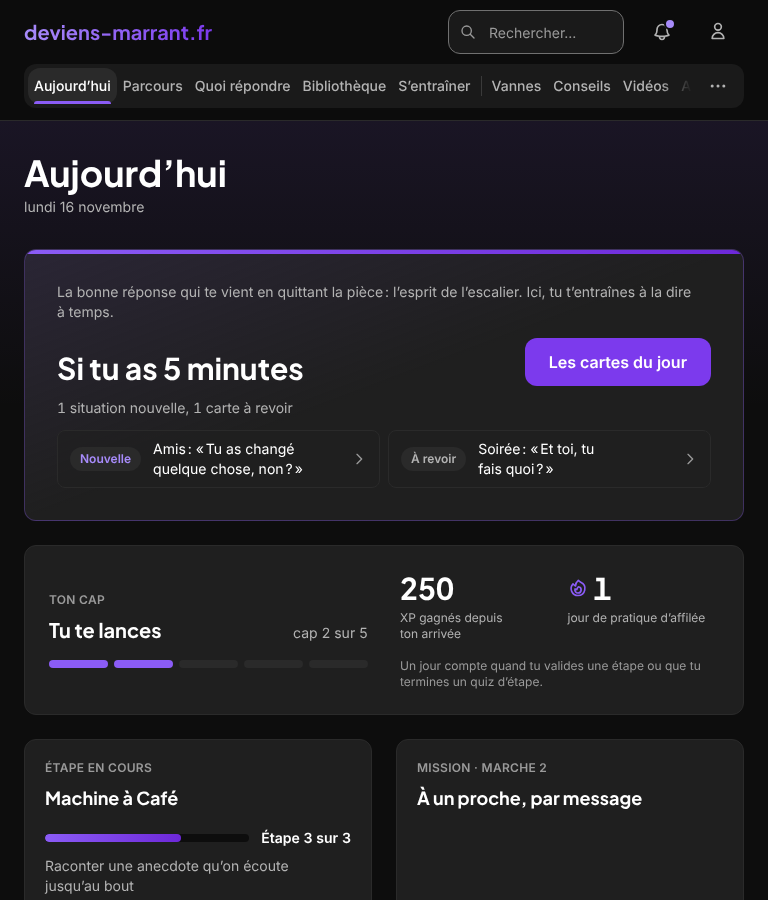 deviens-marrant.fr
Rechercher...
Aujourd’hui Parcours Quoi répondre Bibliothèque S’entraîner Vannes Conseils Vidéos
Aujourd’hui
lundi 16 novembre
La bonne réponse qui te vient en quittant la pièce : l’esprit de l’escalier. Ici, tu t’entraînes à la dire
à temps.
Si tu as 5 minutes
Les cartes du jour
1 situation nouvelle, 1 carte à revoir
Nouvelle
Amis : « Tu as changé
quelque chose, non ? »
À revoir
Soirée : « Et toi, tu
fais quoi ? »
TON CAP
Tu te lances
cap 2 sur 5
250
XP gagnés depuis
ton arrivée
1
jour de pratique d’affilée
Un jour compte quand tu valides une étape ou que tu
termines un quiz d’étape.
ÉTAPE EN COURS
Machine à Café
Étape 3 sur 3
Raconter une anecdote qu’on écoute
jusqu’au bout
MISSION · MARCHE 2
À un proche, par message